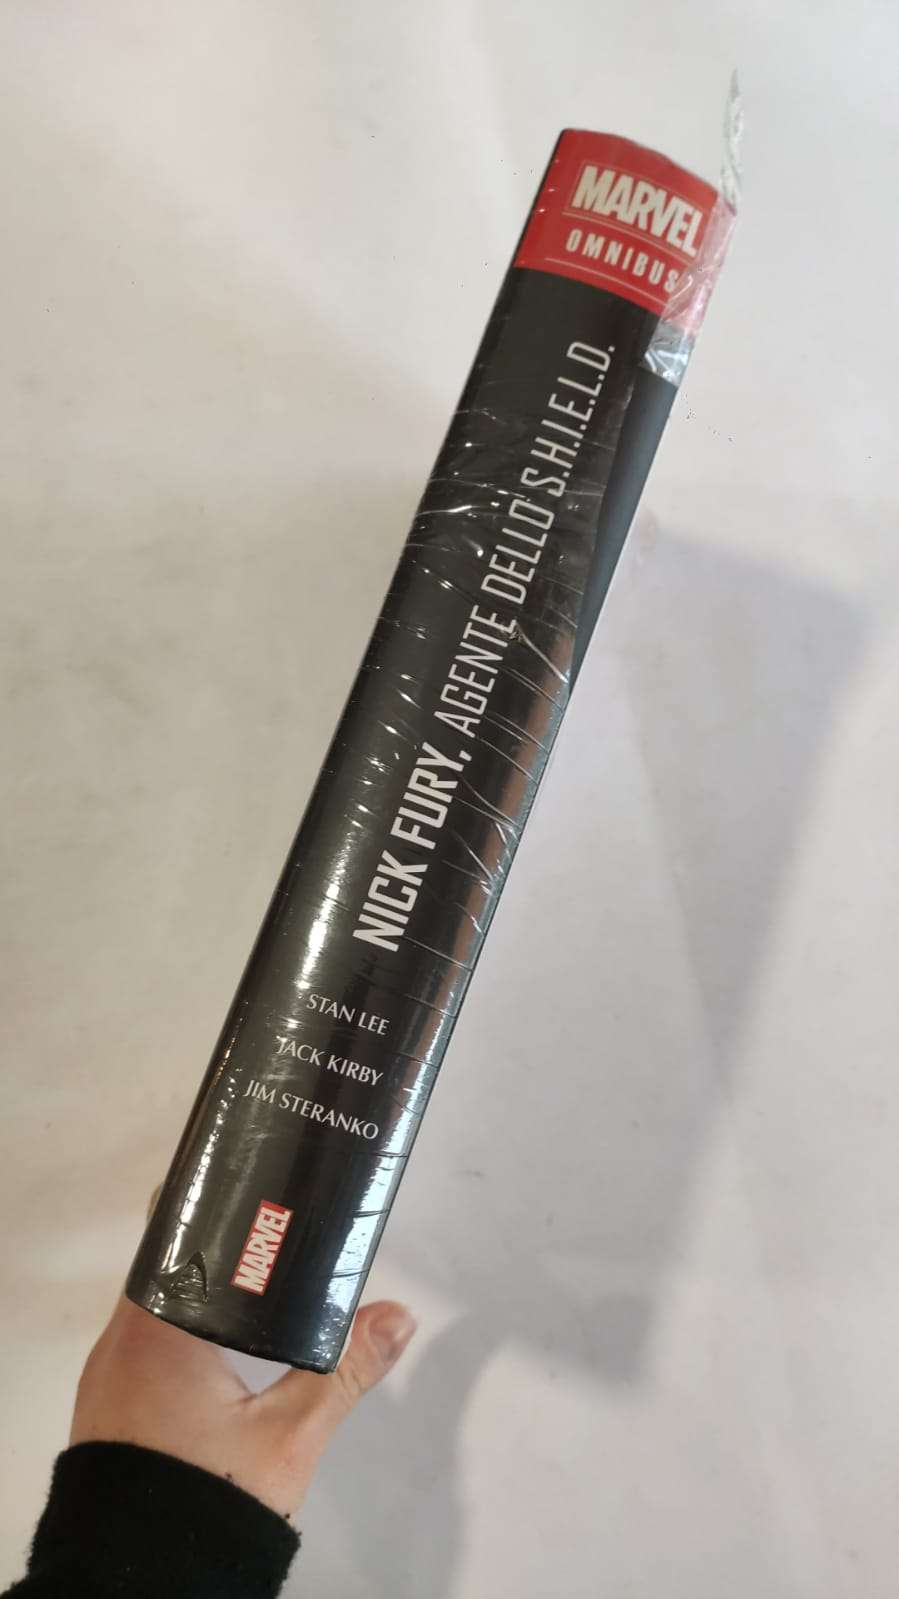 MARVEL
OMNIBUS
NICK FURY, AGENTE DELLO S.H.I.E.L.D.
STAN LEE
JACK KIRBY
JIM STERANKO
MARVEL